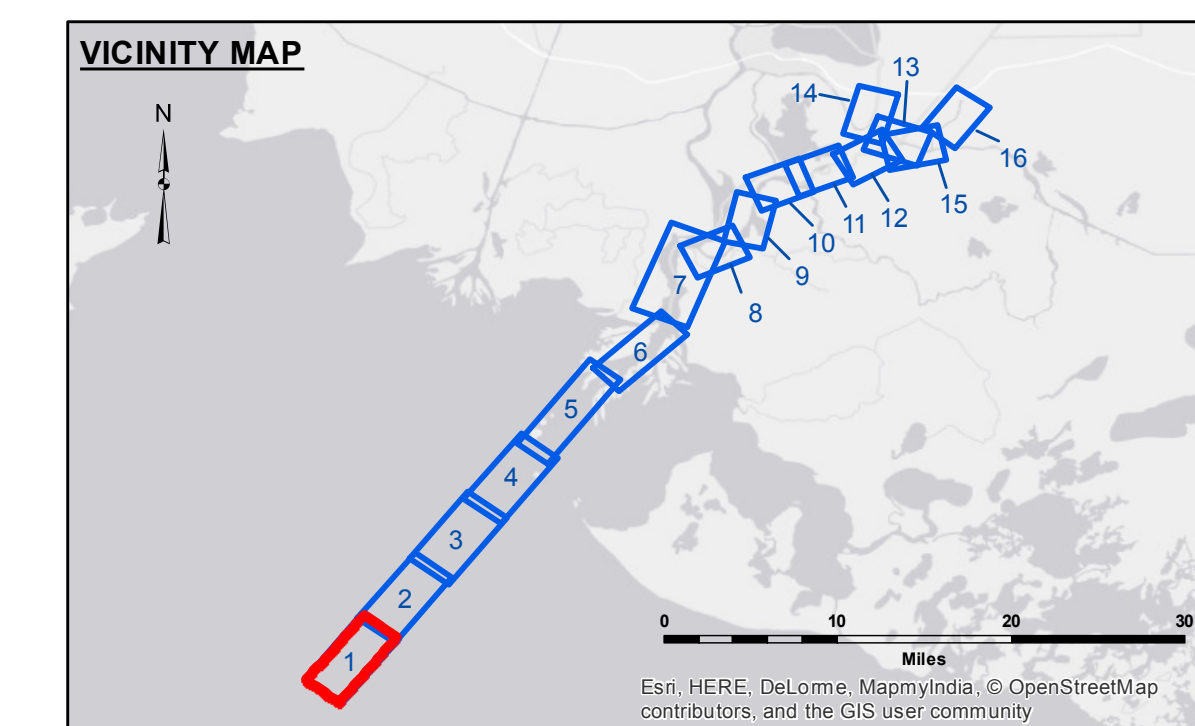 VICINITY MAP
N
13
14
16
15
12
11
10
9
8
7
6
5
4
3
2
1
0 10 20 30
Miles
Esri, HERE, DeLorme, MapmyIndia, © OpenStreetMap
contributors, and the GIS user community